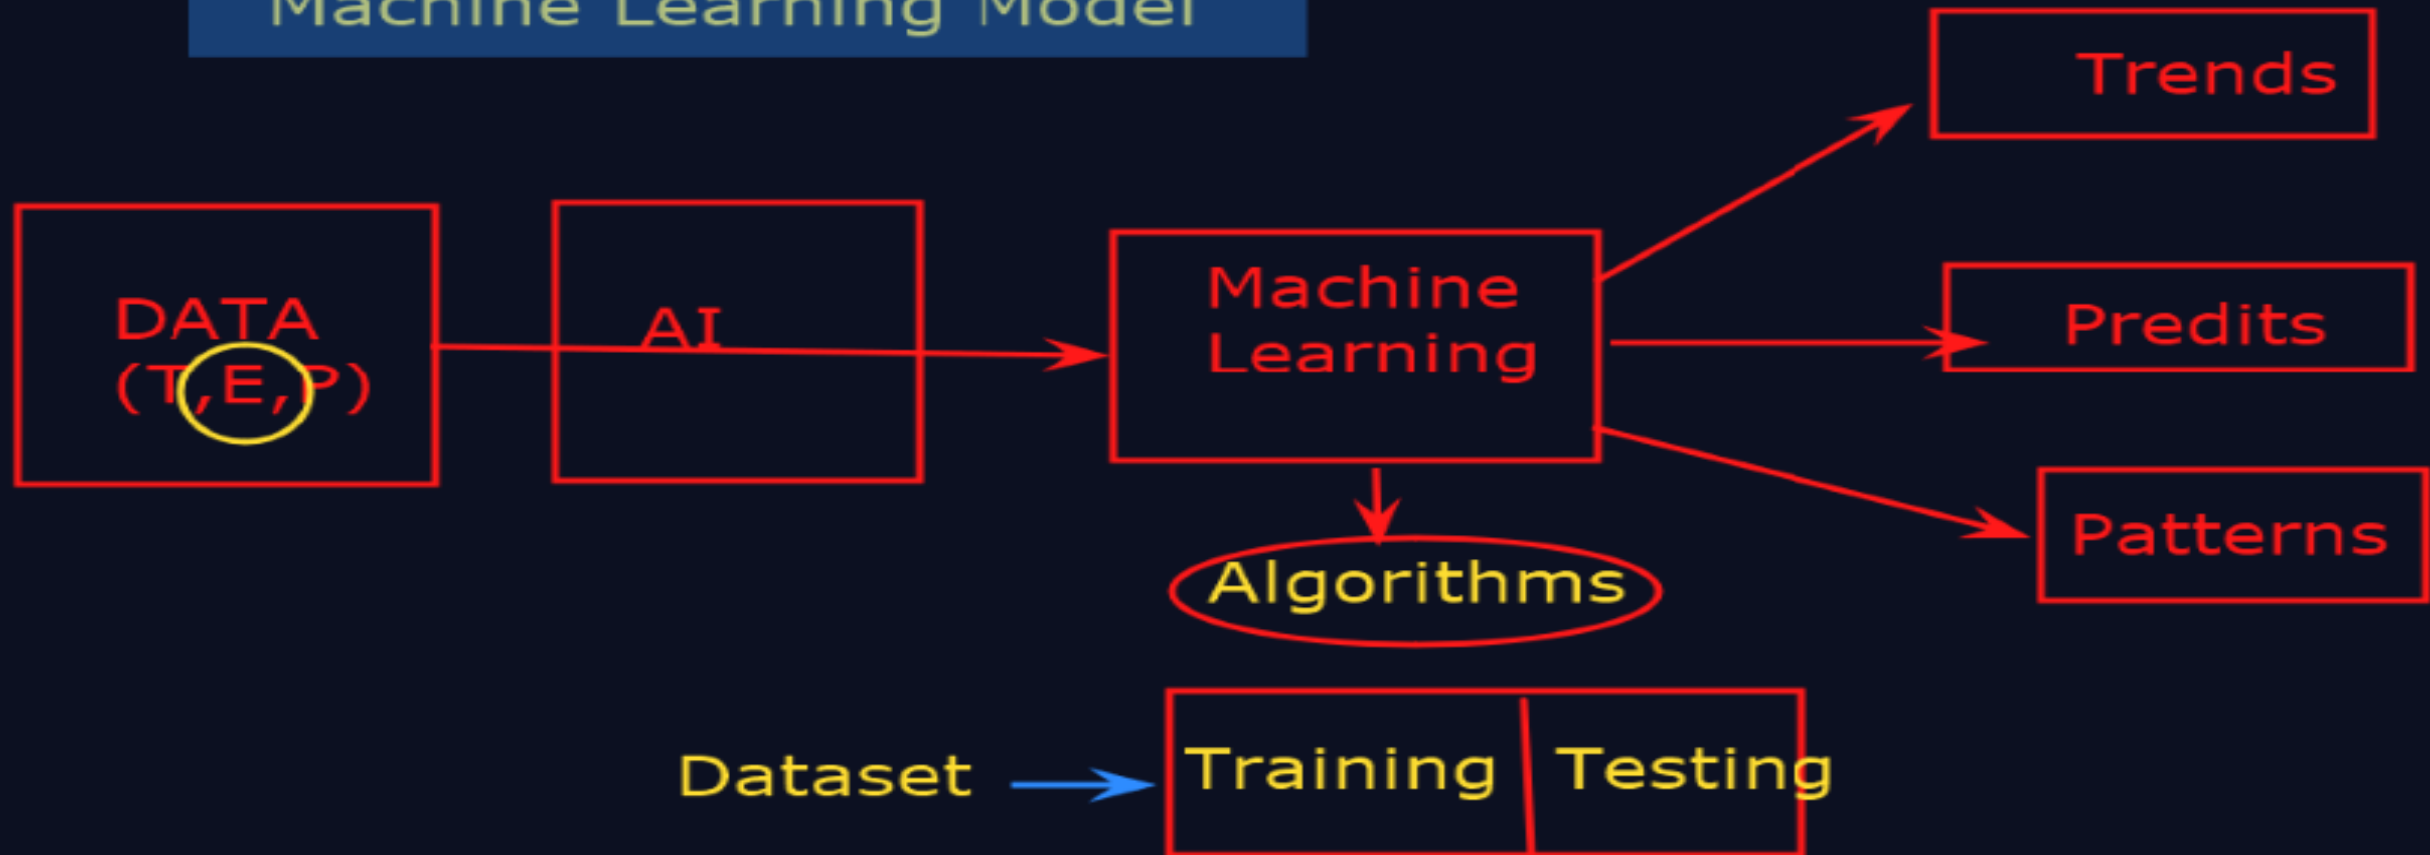 Machine Learning Model
Trends
DATA
(T,E,P)
AI
Machine
Learning
Predits
Patterns
Algorithms
Dataset
Training
Testing